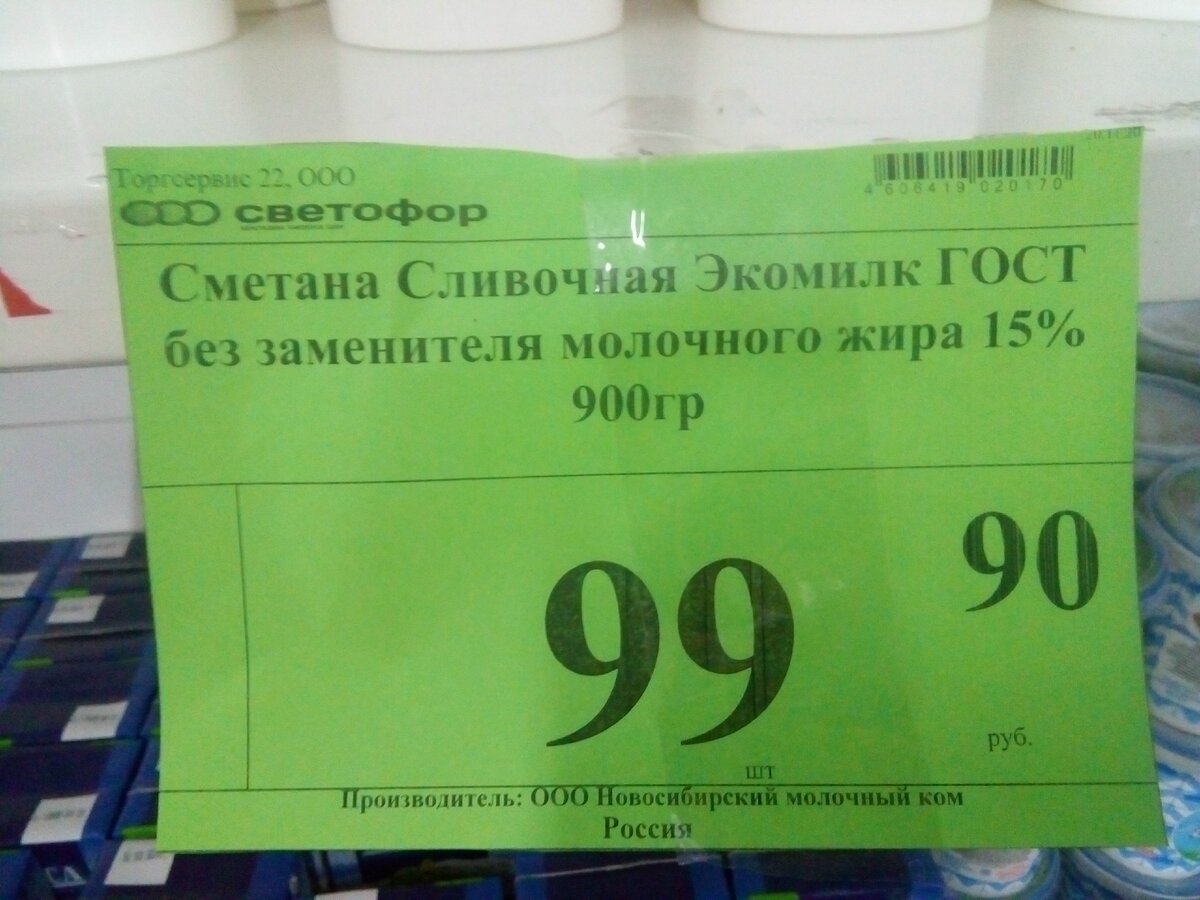 Торгсервис 22, ООО
светофор
4 606419 020170
Сметана Сливочная Экомилк ГОСТ
без заменителя молочного жира 15%
900гр
99
90
руб.
шт
Производитель: ООО Новосибирский молочный ком
Россия